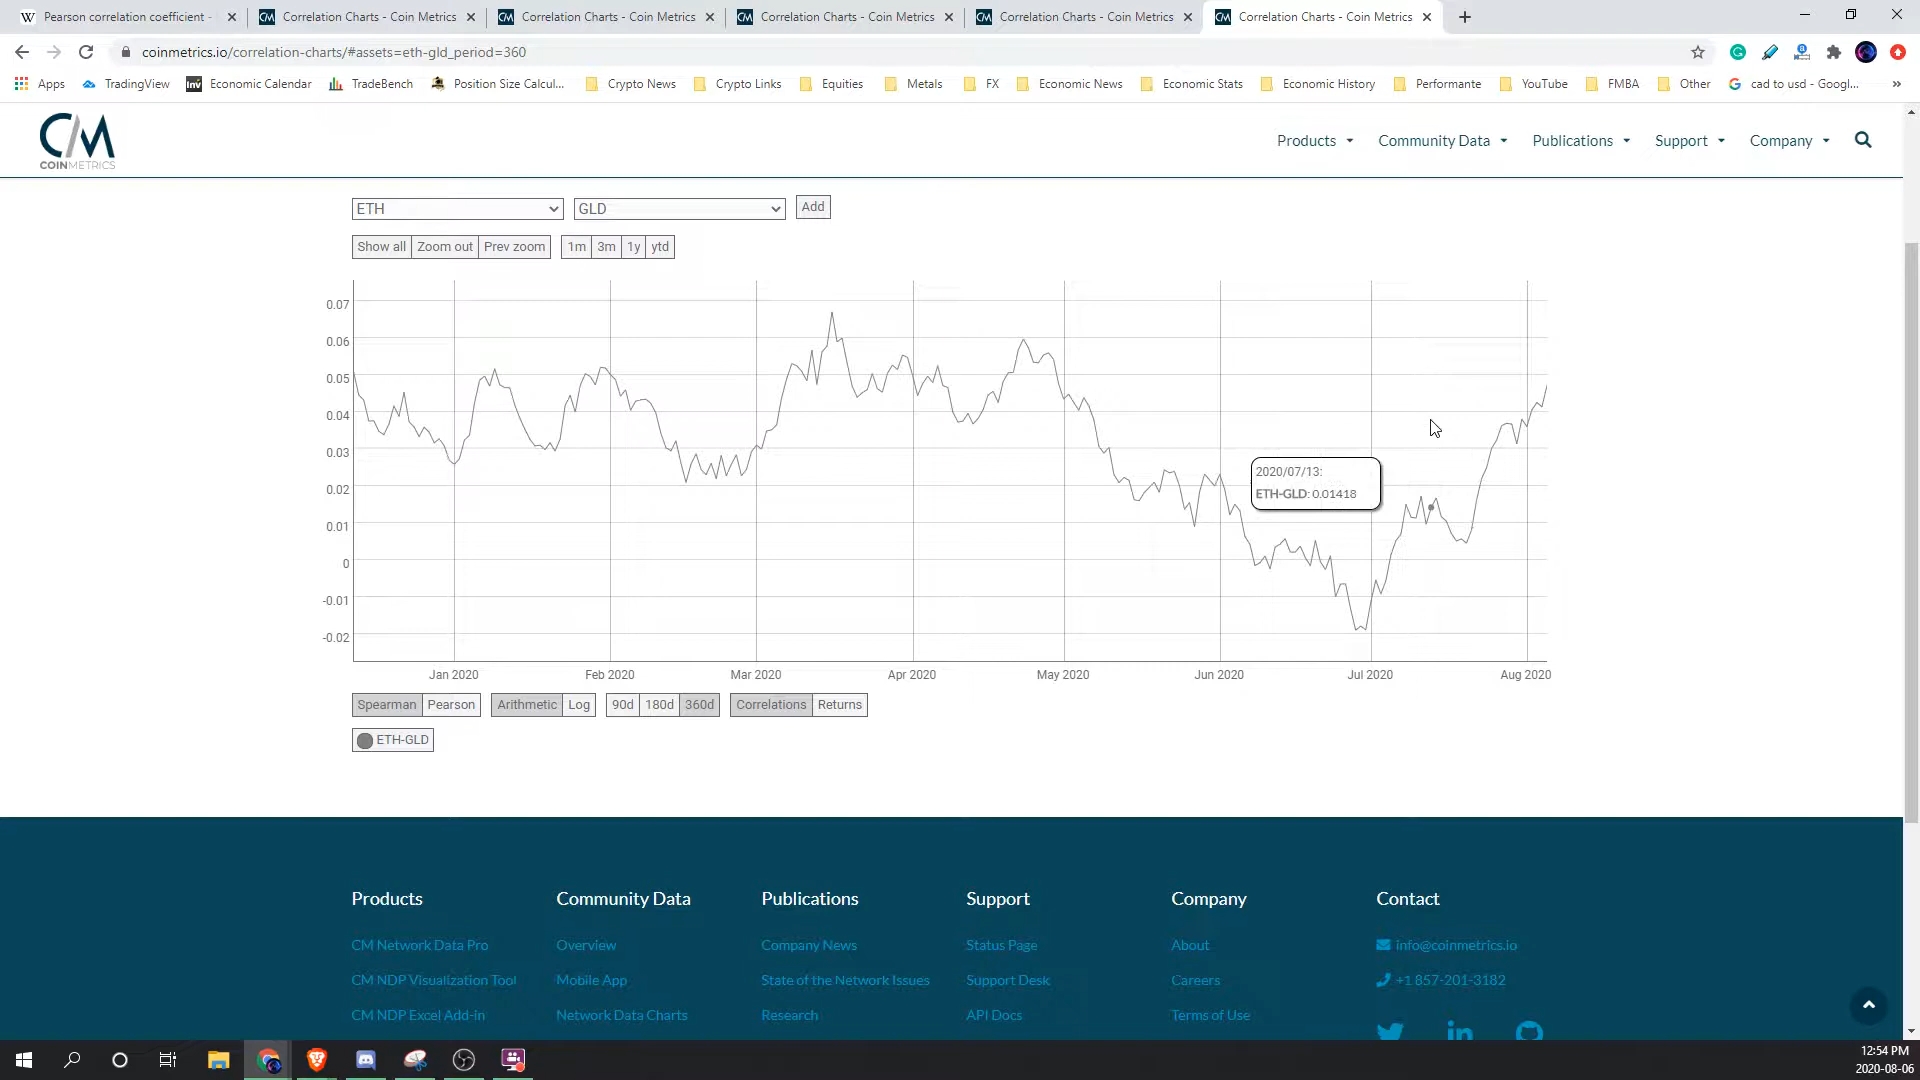 Pearson correlation coefficient -
Correlation Charts - Coin Metrics
Correlation Charts - Coin Metrics
Correlation Charts - Coin Metrics
Correlation Charts - Coin Metrics
Correlation Charts - Coin Metrics
coinmetrics.io/correlation-charts/#assets=eth-gld_period=360
Apps TradingView Economic Calendar TradeBench Position Size Calcul... Crypto News Crypto Links Equities Metals FX Economic News Economic Stats Economic History Performante YouTube FMBA Other cad to usd - Googl... »
CM
COINMETRICS
Products Community Data Publications Support Company
ETH GLD Add
Show all Zoom out Prev zoom 1m 3m 1y ytd
0.07
0.06
0.05
0.04
0.03
0.02
0.01
0
-0.01
-0.02
2020/07/13:
ETH-GLD: 0.01418
Jan 2020 Feb 2020 Mar 2020 Apr 2020 May 2020 Jun 2020 Jul 2020 Aug 2020
Spearman Pearson Arithmetic Log 90d 180d 360d Correlations Returns
ETH-GLD
Products Community Data Publications Support Company Contact
CM Network Data Pro Overview Company News Status Page About info@coinmetrics.io
CM NDP Visualization Tool Mobile App State of the Network Issues Support Desk Careers +1 857-201-3182
CM NDP Excel Add-in Network Data Charts Research API Docs Terms of Use
12:54 PM
2020-08-06